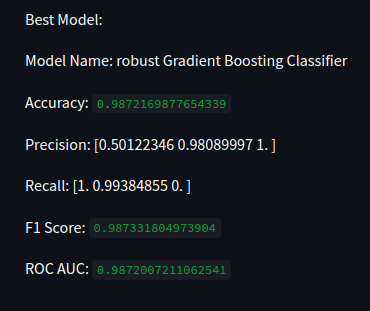 Best Model:
Model Name: robust Gradient Boosting Classifier
Accuracy: 0.9872169877654339
Precision: [0.50122346 0.98089997 1. ]
Recall: [1. 0.99384855 0. ]
F1 Score: 0.987331804973904
ROC AUC: 0.9872007211062541